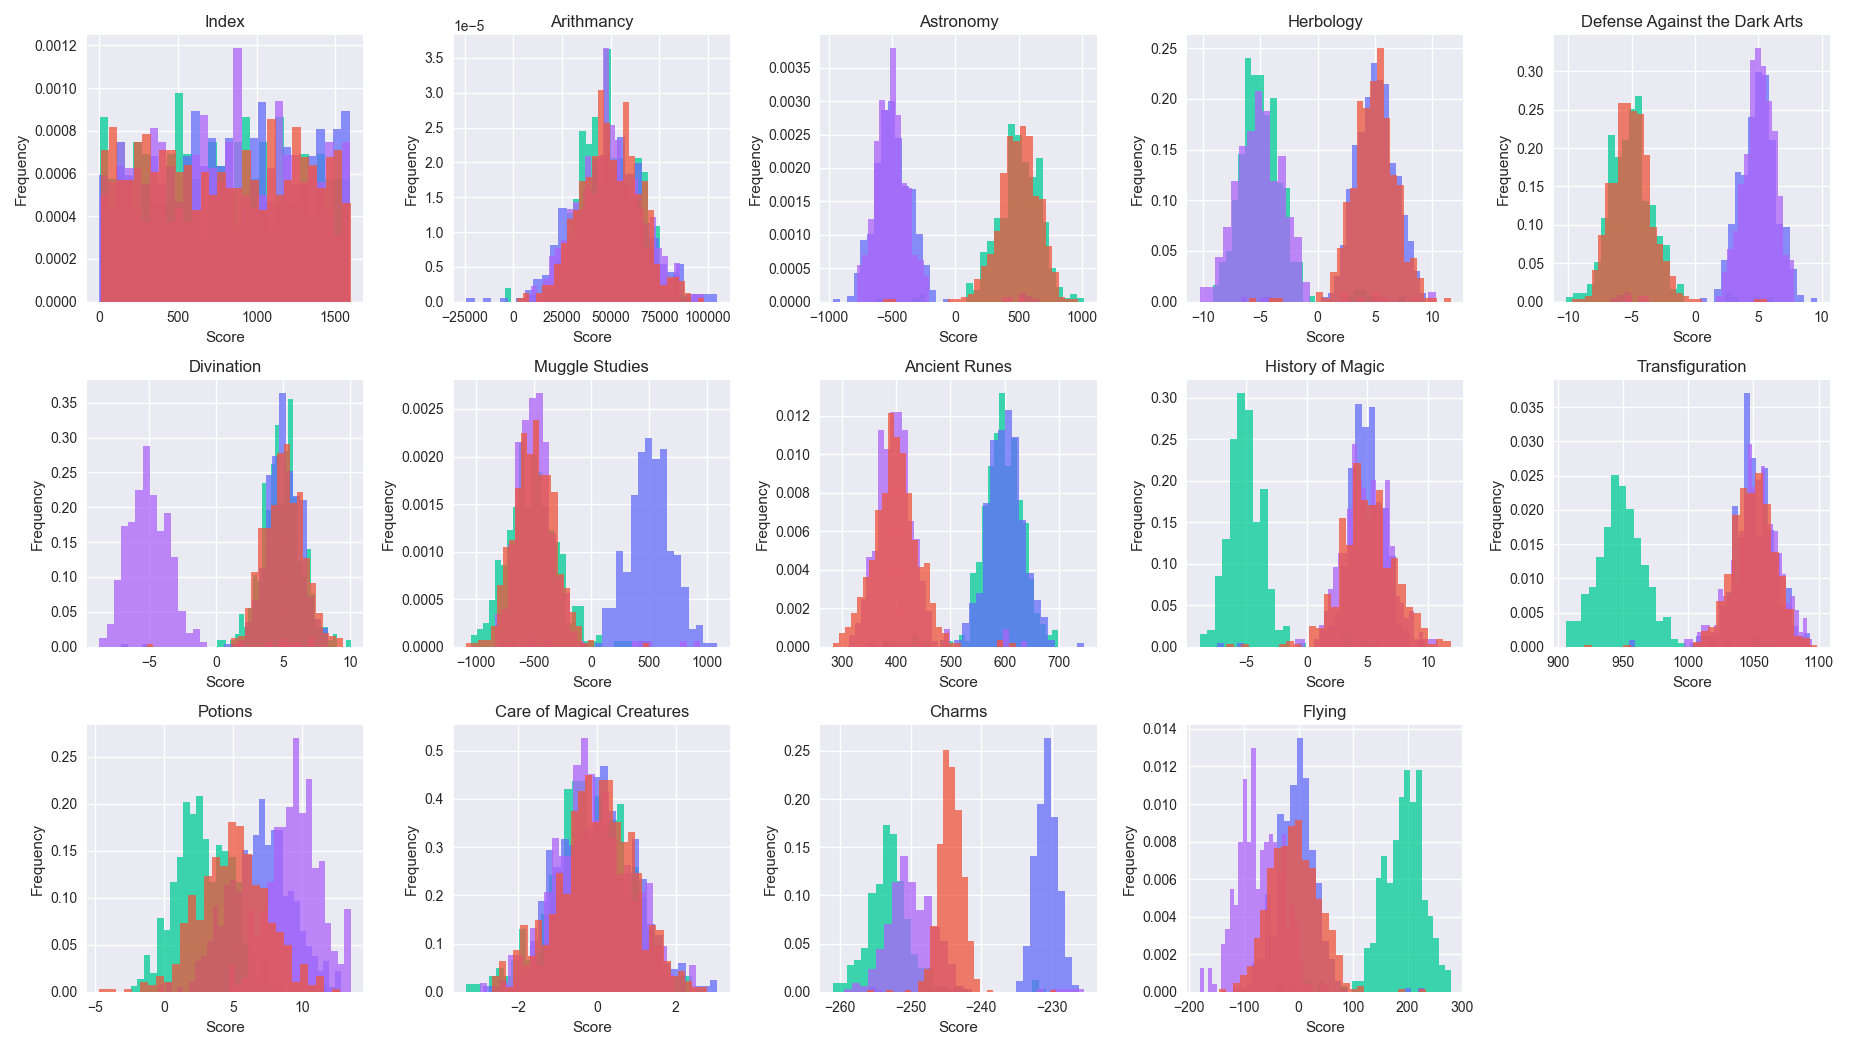 Index
Frequency
0.0012
0.0010
0.0008
0.0006
0.0004
0.0002
0.0000
0 500 1000 1500
Score
Arithmancy
1e−5
Frequency
3.5
3.0
2.5
2.0
1.5
1.0
0.5
0.0
−25000 0 25000 50000 75000 100000
Score
Astronomy
Frequency
0.0035
0.0030
0.0025
0.0020
0.0015
0.0010
0.0005
0.0000
−1000 −500 0 500 1000
Score
Herbology
Frequency
0.25
0.20
0.15
0.10
0.05
0.00
−10 −5 0 5 10
Score
Defense Against the Dark Arts
Frequency
0.30
0.25
0.20
0.15
0.10
0.05
0.00
−10 −5 0 5 10
Score
Divination
Frequency
0.35
0.30
0.25
0.20
0.15
0.10
0.05
0.00
−5 0 5 10
Score
Muggle Studies
Frequency
0.0025
0.0020
0.0015
0.0010
0.0005
0.0000
−1000 −500 0 500 1000
Score
Ancient Runes
Frequency
0.012
0.010
0.008
0.006
0.004
0.002
0.000
300 400 500 600 700
Score
History of Magic
Frequency
0.30
0.25
0.20
0.15
0.10
0.05
0.00
−5 0 5 10
Score
Transfiguration
Frequency
0.035
0.030
0.025
0.020
0.015
0.010
0.005
0.000
900 950 1000 1050 1100
Score
Potions
Frequency
0.25
0.20
0.15
0.10
0.05
0.00
−5 0 5 10
Score
Care of Magical Creatures
Frequency
0.5
0.4
0.3
0.2
0.1
0.0
−2 0 2
Score
Charms
Frequency
0.25
0.20
0.15
0.10
0.05
0.00
−260 −250 −240 −230
Score
Flying
Frequency
0.014
0.012
0.010
0.008
0.006
0.004
0.002
0.000
−200 −100 0 100 200 300
Score